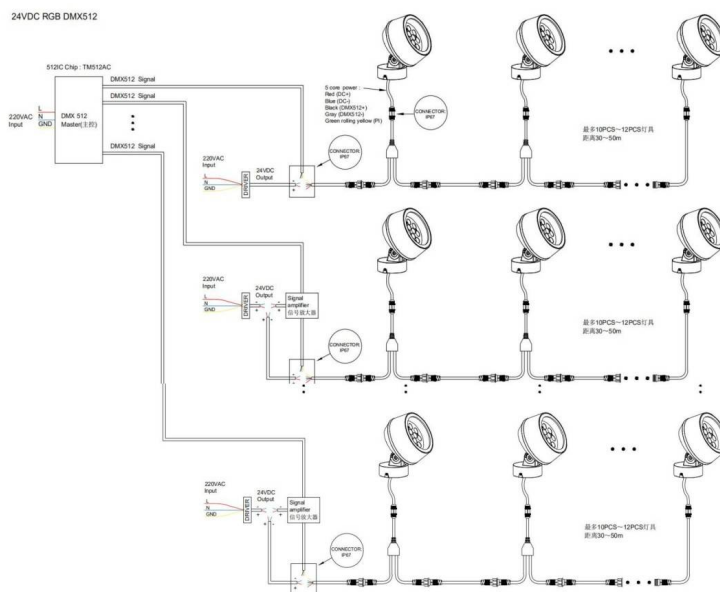 24VDC RGB DMX512
512IC Chip : TM512AC
DMX512 Signal
DMX512 Signal
DMX512 Signal
220VAC
Input
L
N
GND
DMX 512
Master(主控)
5 core power :
Red (DC+)
Blue (DC-)
Black (DMX512+)
Gray (DMX512-)
Green rolling yellow (PI)
CONNECTOR:
IP67
CONNECTOR:
IP67
220VAC
Input
L
N
GND
DRIVER
24VDC
Output
最多10PCS～12PCS灯具
距离30～50m
220VAC
Input
L
N
GND
DRIVER
24VDC
Output
Signal
amplifier
信号放大器
CONNECTOR:
IP67
最多10PCS～12PCS灯具
距离30～50m
220VAC
Input
L
N
GND
DRIVER
24VDC
Output
Signal
amplifier
信号放大器
CONNECTOR:
IP67
最多10PCS～12PCS灯具
距离30～50m